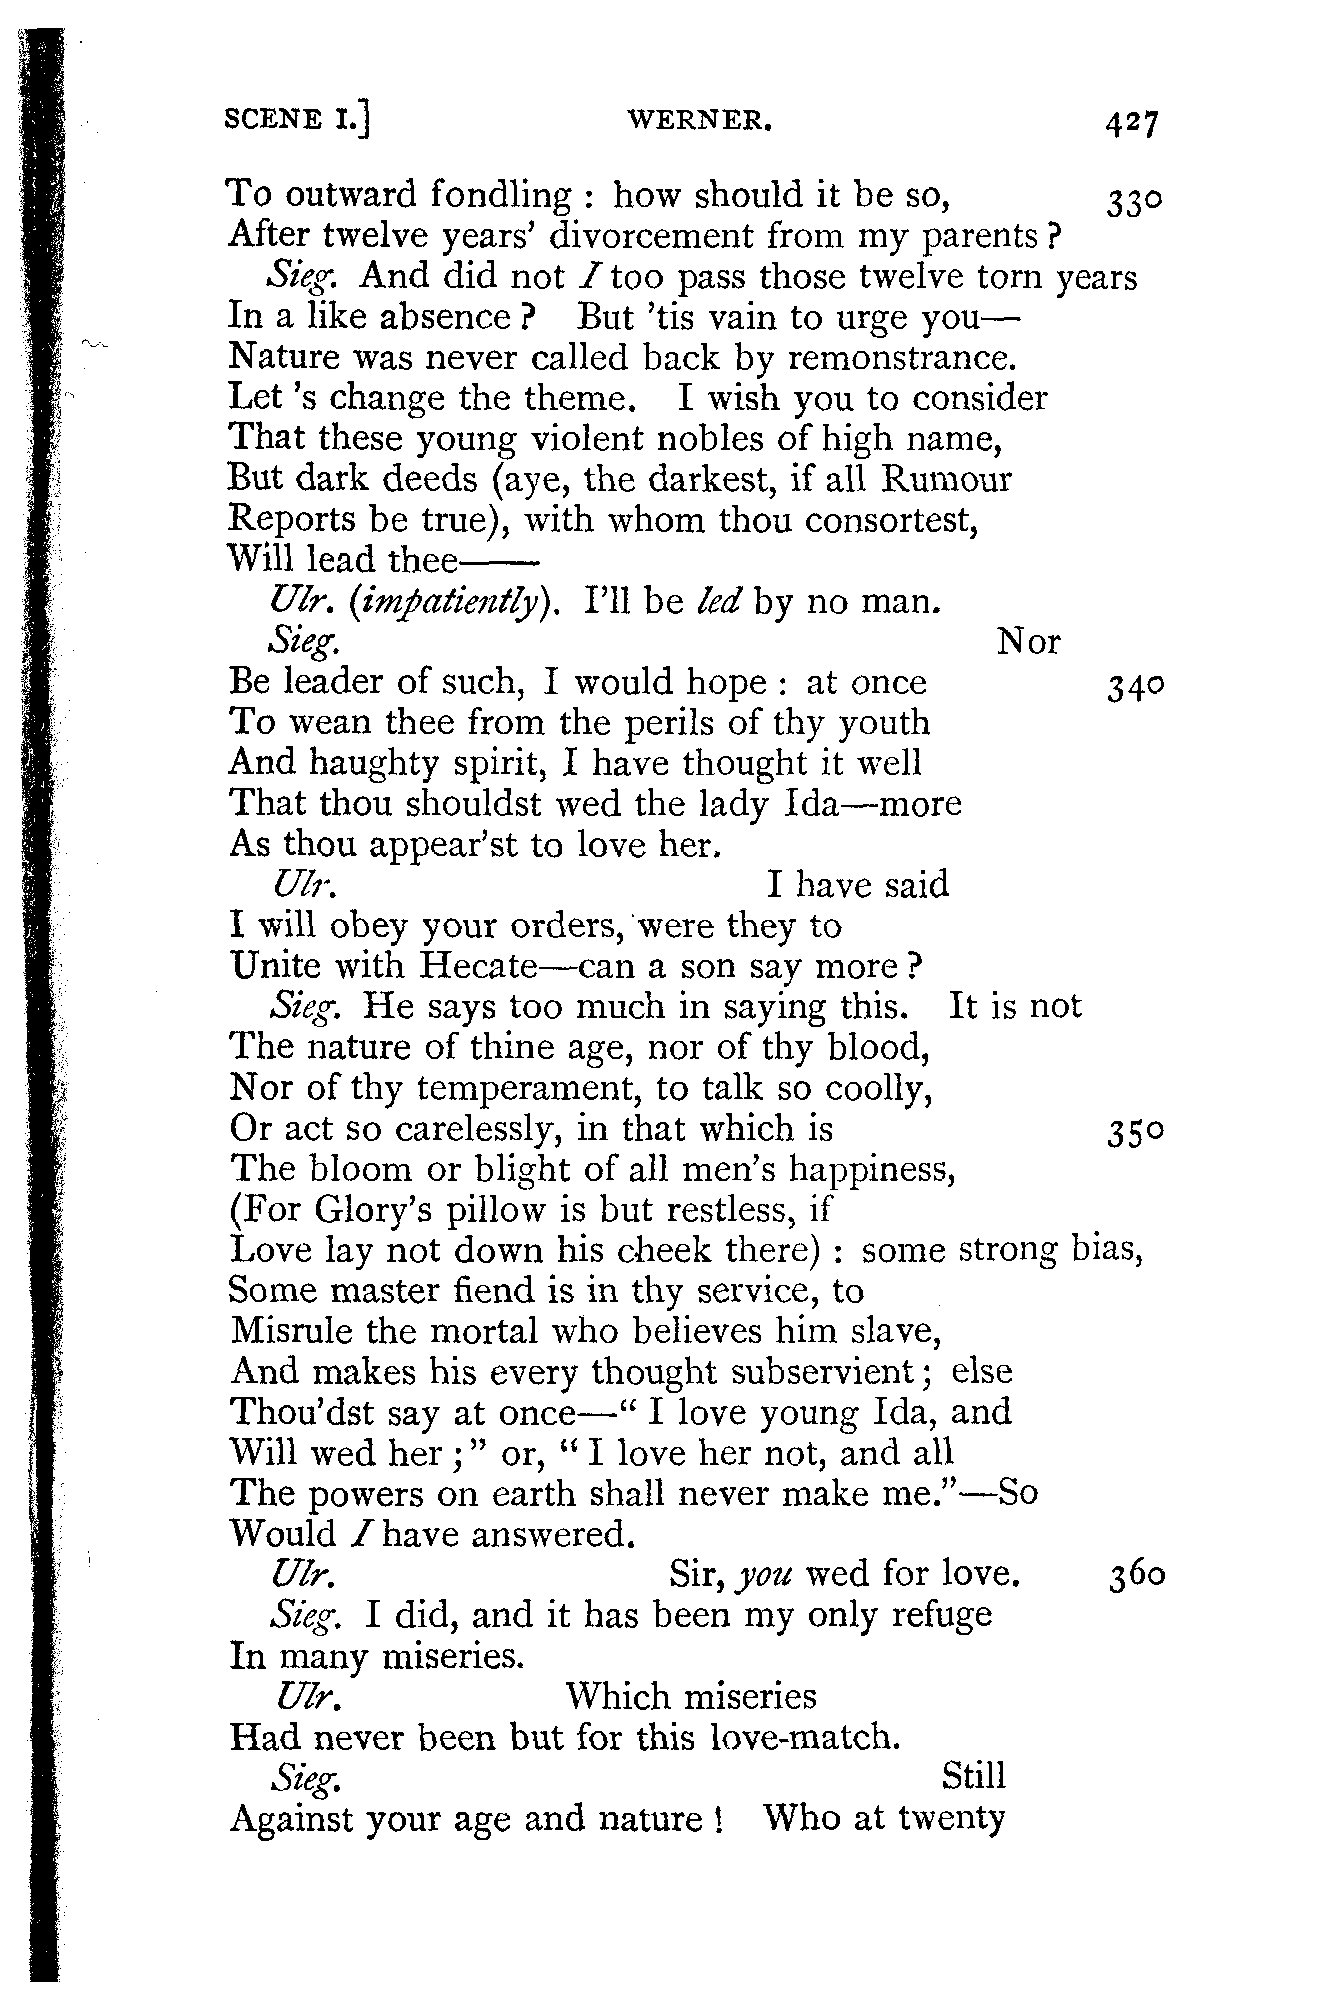 SCENE I.] WERNER. 427
To outward fondling : how should it be so, 330
After twelve years' divorcement from my parents ?
Sieg. And did not I too pass those twelve torn years
In a like absence ? But 'tis vain to urge you—
Nature was never called back by remonstrance.
Let 's change the theme. I wish you to consider
That these young violent nobles of high name,
But dark deeds (aye, the darkest, if all Rumour
Reports be true), with whom thou consortest,
Will lead thee——
Ulr. (impatiently). I'll be led by no man.
Sieg. Nor
Be leader of such, I would hope : at once 340
To wean thee from the perils of thy youth
And haughty spirit, I have thought it well
That thou shouldst wed the lady Ida—more
As thou appear'st to love her.
Ulr. I have said
I will obey your orders, were they to
Unite with Hecate—can a son say more ?
Sieg. He says too much in saying this. It is not
The nature of thine age, nor of thy blood,
Nor of thy temperament, to talk so coolly,
Or act so carelessly, in that which is 350
The bloom or blight of all men's happiness,
(For Glory's pillow is but restless, if
Love lay not down his cheek there) : some strong bias,
Some master fiend is in thy service, to
Misrule the mortal who believes him slave,
And makes his every thought subservient ; else
Thou'dst say at once—“ I love young Ida, and
Will wed her ;” or, “ I love her not, and all
The powers on earth shall never make me.”—So
Would I have answered.
Ulr. Sir, you wed for love. 360
Sieg. I did, and it has been my only refuge
In many miseries.
Ulr. Which miseries
Had never been but for this love-match.
Sieg. Still
Against your age and nature ! Who at twenty